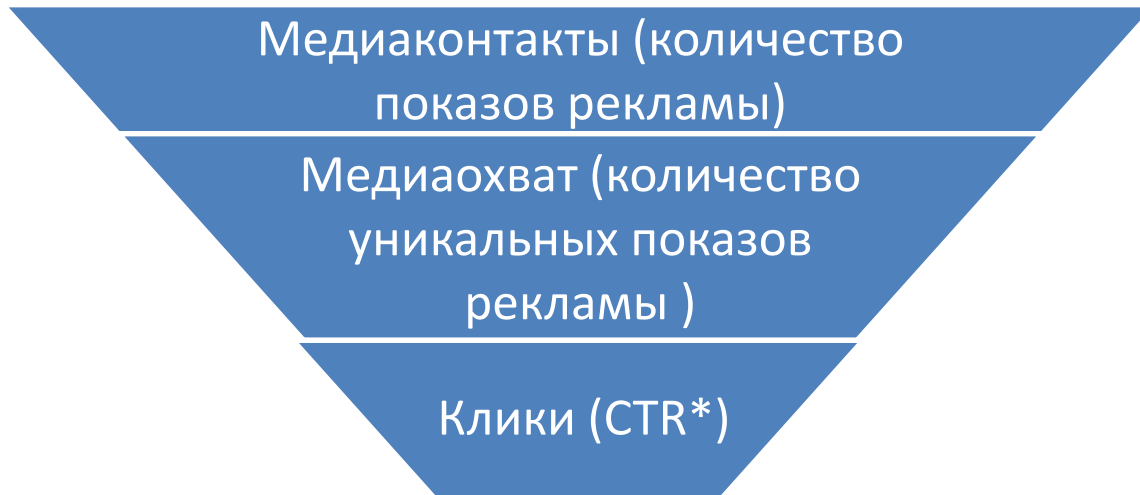 Медиаконтакты (количество
показов рекламы)
Медиаохват (количество
уникальных показов
рекламы )
Клики (CTR*)